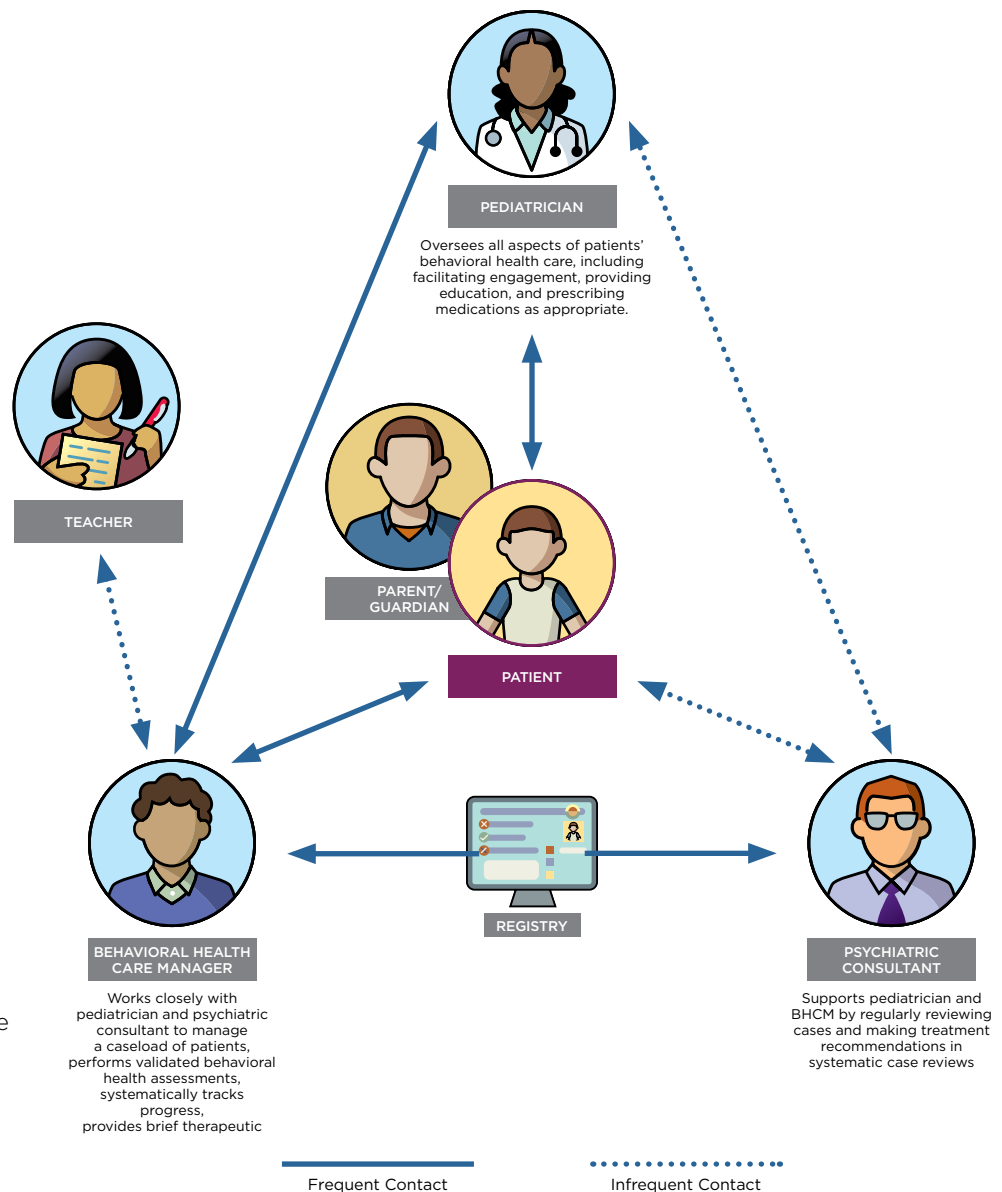 PEDIATRICIAN
Oversees all aspects of patients’
behavioral health care, including
facilitating engagement, providing
education, and prescribing
medications as appropriate.
TEACHER
PARENT/
GUARDIAN
PATIENT
REGISTRY
BEHAVIORAL HEALTH
CARE MANAGER
Works closely with
pediatrician and psychiatric
consultant to manage
a caseload of patients,
performs validated behavioral
health assessments,
systematically tracks
progress,
provides brief therapeutic
PSYCHIATRIC
CONSULTANT
Supports pediatrician and
BHCM by regularly reviewing
cases and making treatment
recommendations in
systematic case reviews
Frequent Contact
Infrequent Contact